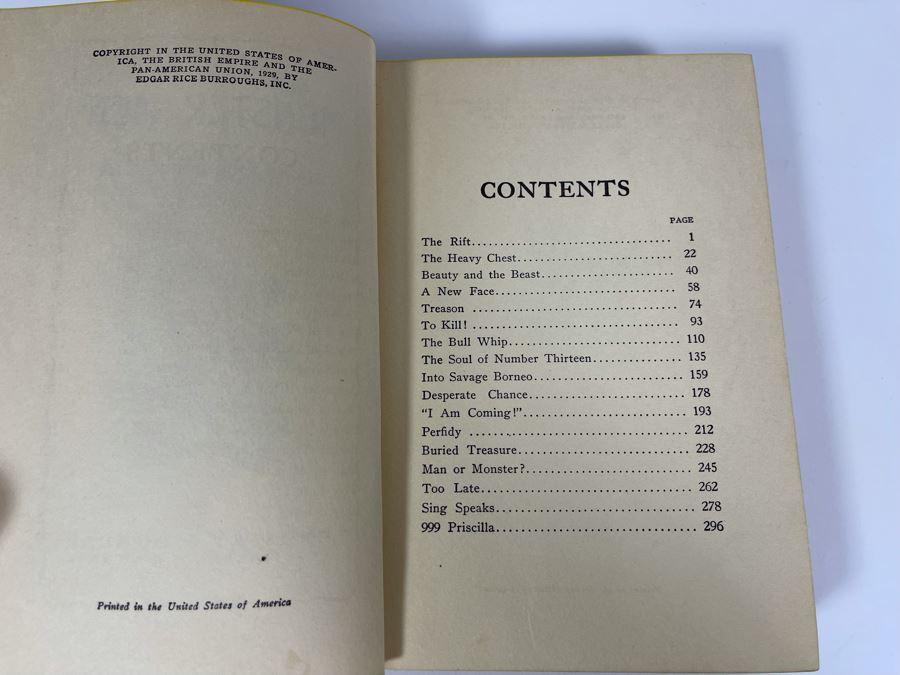 COPYRIGHT IN THE UNITED STATES OF AMER-
ICA, THE BRITISH EMPIRE AND THE
PAN-AMERICAN UNION, 1929, BY
EDGAR RICE BURROUGHS, INC.
Printed in the United States of America
CONTENTS
PAGE
The Rift.................................... 1
The Heavy Chest............................ 22
Beauty and the Beast........................ 40
A New Face................................ 58
Treason .................................... 74
To Kill! .................................... 93
The Bull Whip.............................. 110
The Soul of Number Thirteen................ 135
Into Savage Borneo.......................... 159
Desperate Chance........................... 178
“I Am Coming!”............................ 193
Perfidy ...................................... 212
Buried Treasure.............................. 228
Man or Monster?............................ 245
Too Late.................................... 262
Sing Speaks.................................. 278
999 Priscilla.................................. 296